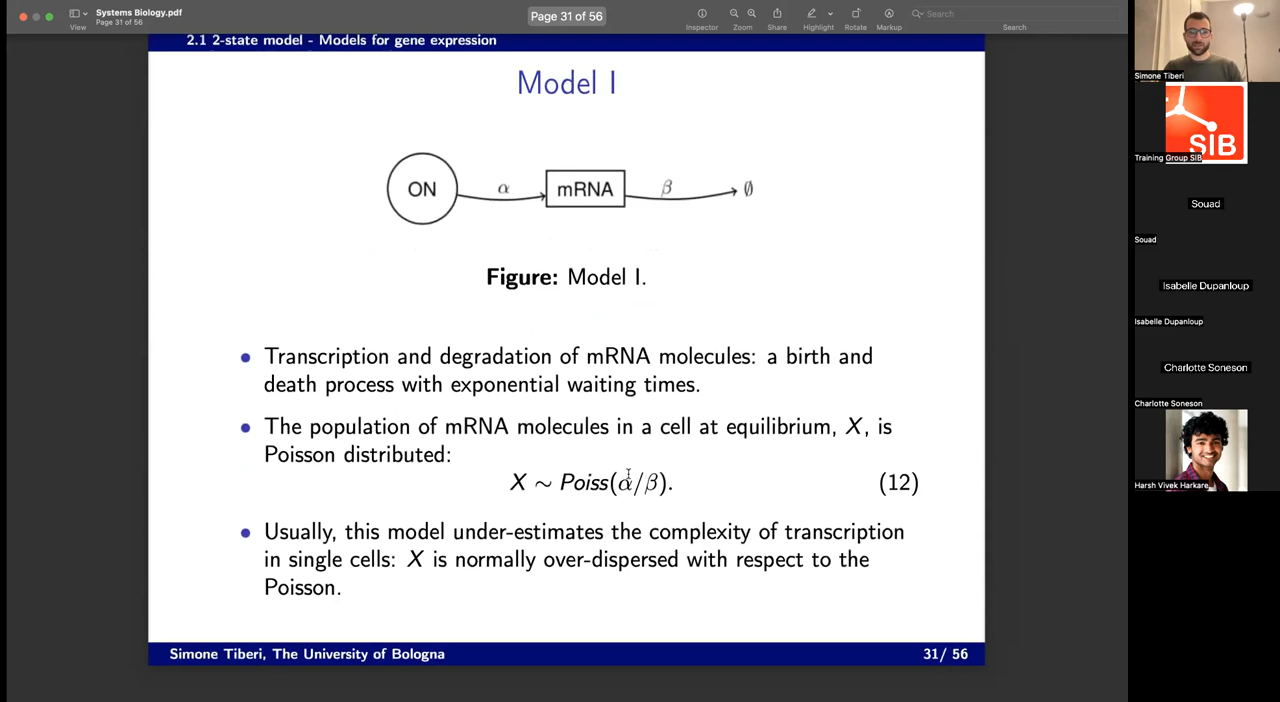 Systems Biology.pdf
Page 31 of 56
View
Page 31 of 56
Inspector
Zoom
Share
Highlight
Rotate
Markup
Search
Search
2.1 2-state model - Models for gene expression
Model I
ON
α
mRNA
β
∅
Figure: Model I.
Transcription and degradation of mRNA molecules: a birth and
death process with exponential waiting times.
The population of mRNA molecules in a cell at equilibrium, X, is
Poisson distributed:
X ∼ Poiss(α/β). (12)
Usually, this model under-estimates the complexity of transcription
in single cells: X is normally over-dispersed with respect to the
Poisson.
Simone Tiberi, The University of Bologna
31/ 56
Simone Tiberi
SIB
Training Group SIB
Souad
Souad
Isabelle Dupanloup
Isabelle Dupanloup
Charlotte Soneson
Charlotte Soneson
Harsh Vivek Harkare